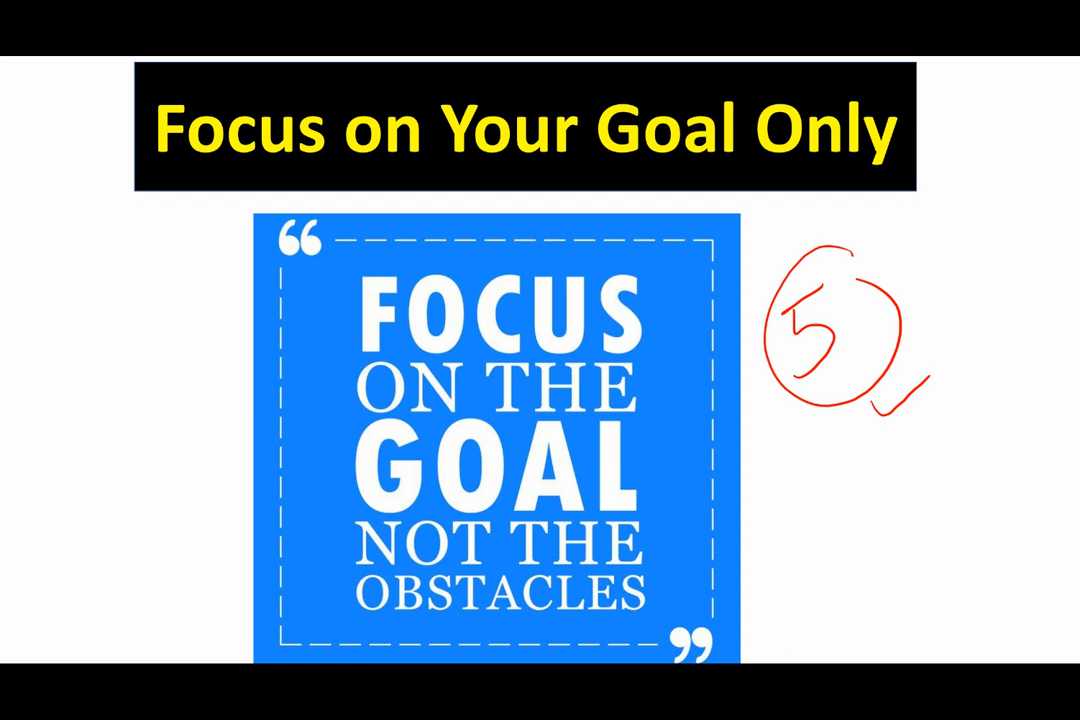 Focus on Your Goal Only
“
FOCUS
ON THE
GOAL
NOT THE
OBSTACLES
”
5